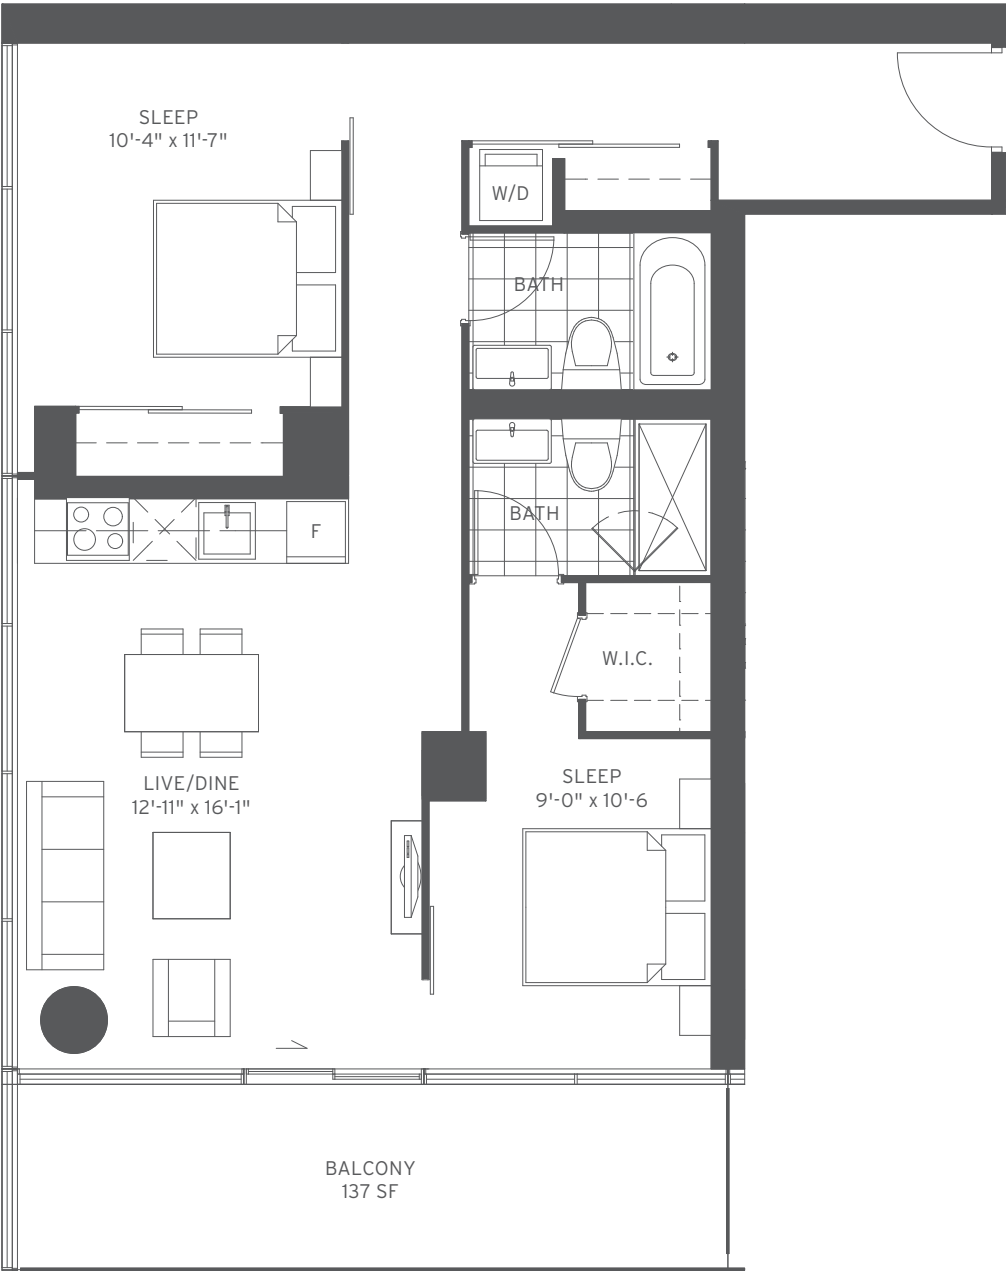 SLEEP
10'-4" x 11'-7"
W/D
BATH
BATH
F
W.I.C.
LIVE/DINE
12'-11" x 16'-1"
SLEEP
9'-0" x 10'-6
BALCONY
137 SF